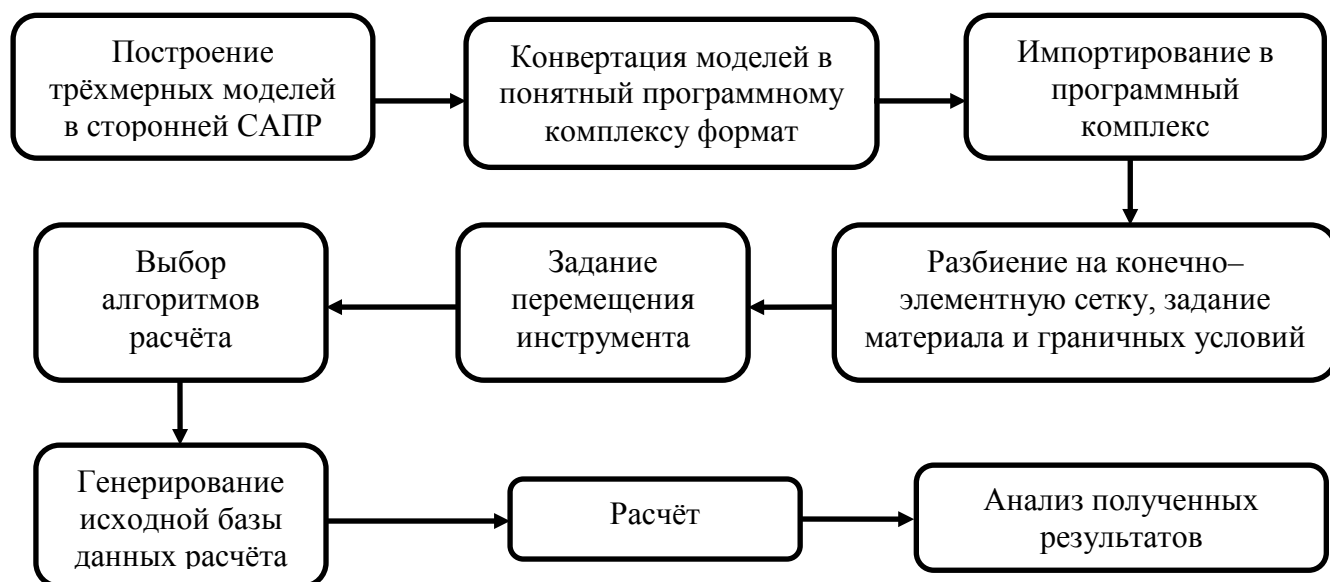 Построение
трёхмерных моделей
в сторонней САПР
Конвертация моделей в
понятный программному
комплексу формат
Импортирование в
программный
комплекс
Разбиение на конечно–
элементную сетку, задание
материала и граничных условий
Задание
перемещения
инструмента
Выбор
алгоритмов
расчёта
Генерирование
исходной базы
данных расчёта
Расчёт
Анализ полученных
результатов